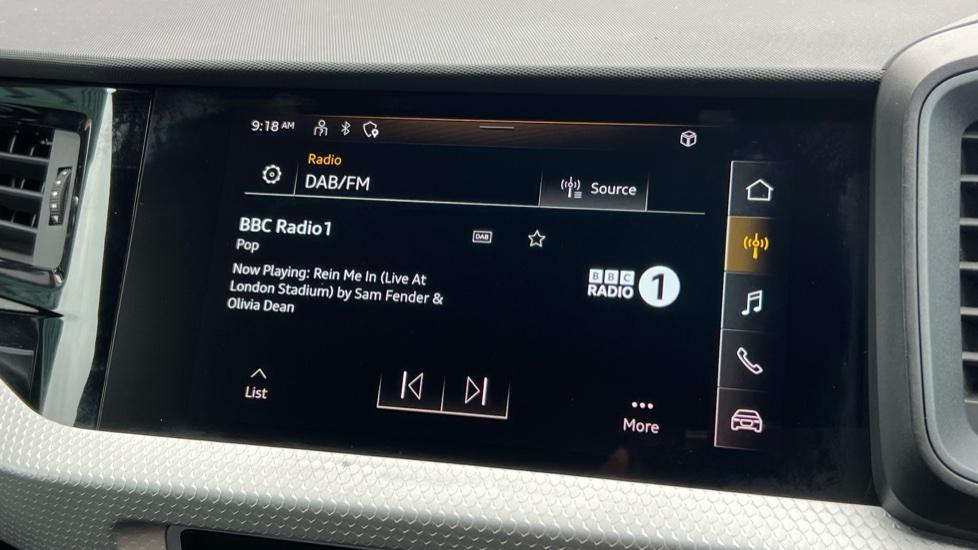 9:18 AM
Radio
DAB/FM
Source
BBC Radio1
DAB
Pop
Now Playing: Rein Me In (Live At
London Stadium) by Sam Fender &
Olivia Dean
BBC
RADIO 1
List
More